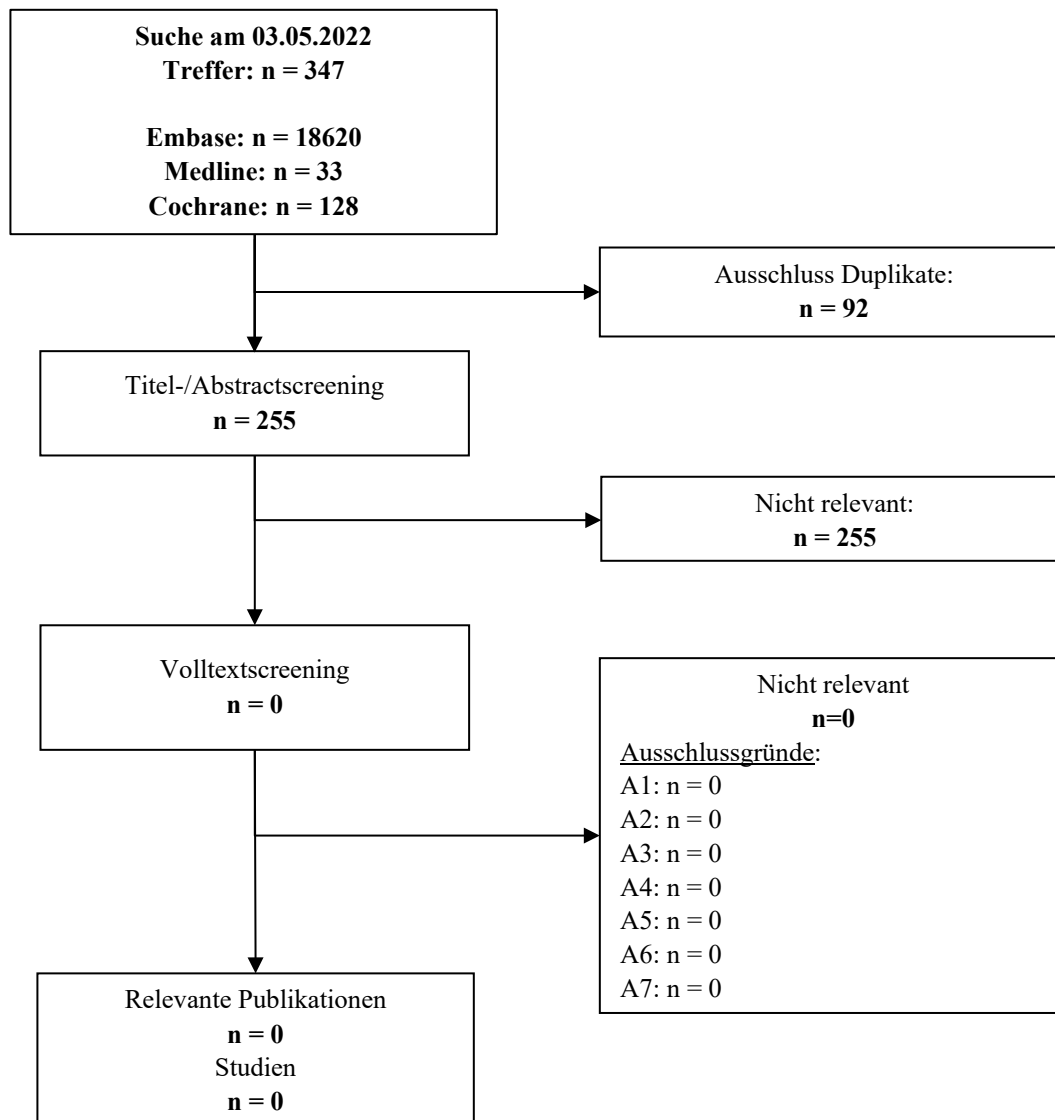 Suche am 03.05.2022
Treffer: n = 347
Embase: n = 18620
Medline: n = 33
Cochrane: n = 128
Ausschluss Duplikate:
n = 92
Titel-/Abstractscreening
n = 255
Nicht relevant:
n = 255
Volltextscreening
n = 0
Nicht relevant
n=0
Ausschlussgründe:
A1: n = 0
A2: n = 0
A3: n = 0
A4: n = 0
A5: n = 0
A6: n = 0
A7: n = 0
Relevante Publikationen
n = 0
Studien
n = 0